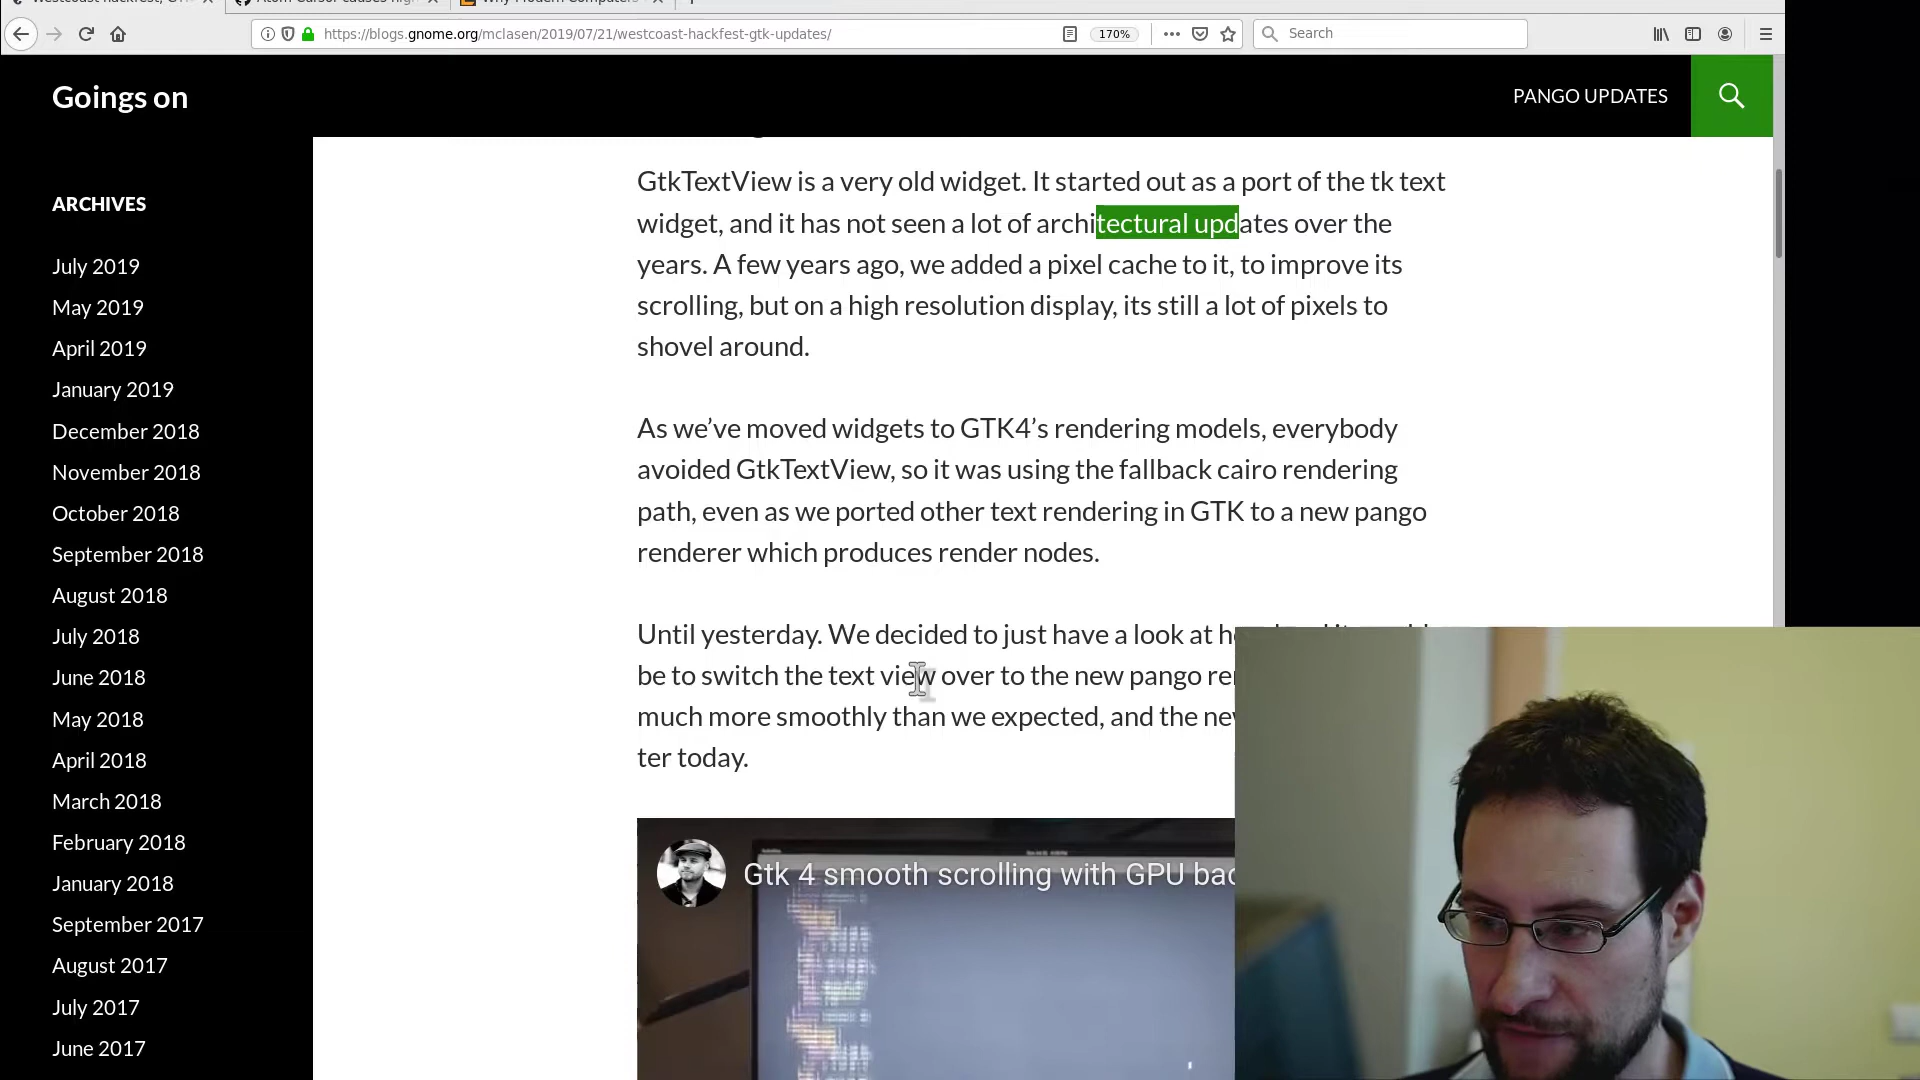 https://blogs.gnome.org/mclasen/2019/07/21/westcoast-hackfest-gtk-updates/
170%
Search
Goings on
PANGO UPDATES
ARCHIVES
July 2019
May 2019
April 2019
January 2019
December 2018
November 2018
October 2018
September 2018
August 2018
July 2018
June 2018
May 2018
April 2018
March 2018
February 2018
January 2018
September 2017
August 2017
July 2017
June 2017
GtkTextView is a very old widget. It started out as a port of the tk text
widget, and it has not seen a lot of architectural updates over the
years. A few years ago, we added a pixel cache to it, to improve its
scrolling, but on a high resolution display, its still a lot of pixels to
shovel around.
As we’ve moved widgets to GTK4’s rendering models, everybody
avoided GtkTextView, so it was using the fallback cairo rendering
path, even as we ported other text rendering in GTK to a new pango
renderer which produces render nodes.
Until yesterday. We decided to just have a look at
be to switch the text view over to the new pango
much more smoothly than we expected, and the
ter today.
Gtk 4 smooth scrolling with GPU